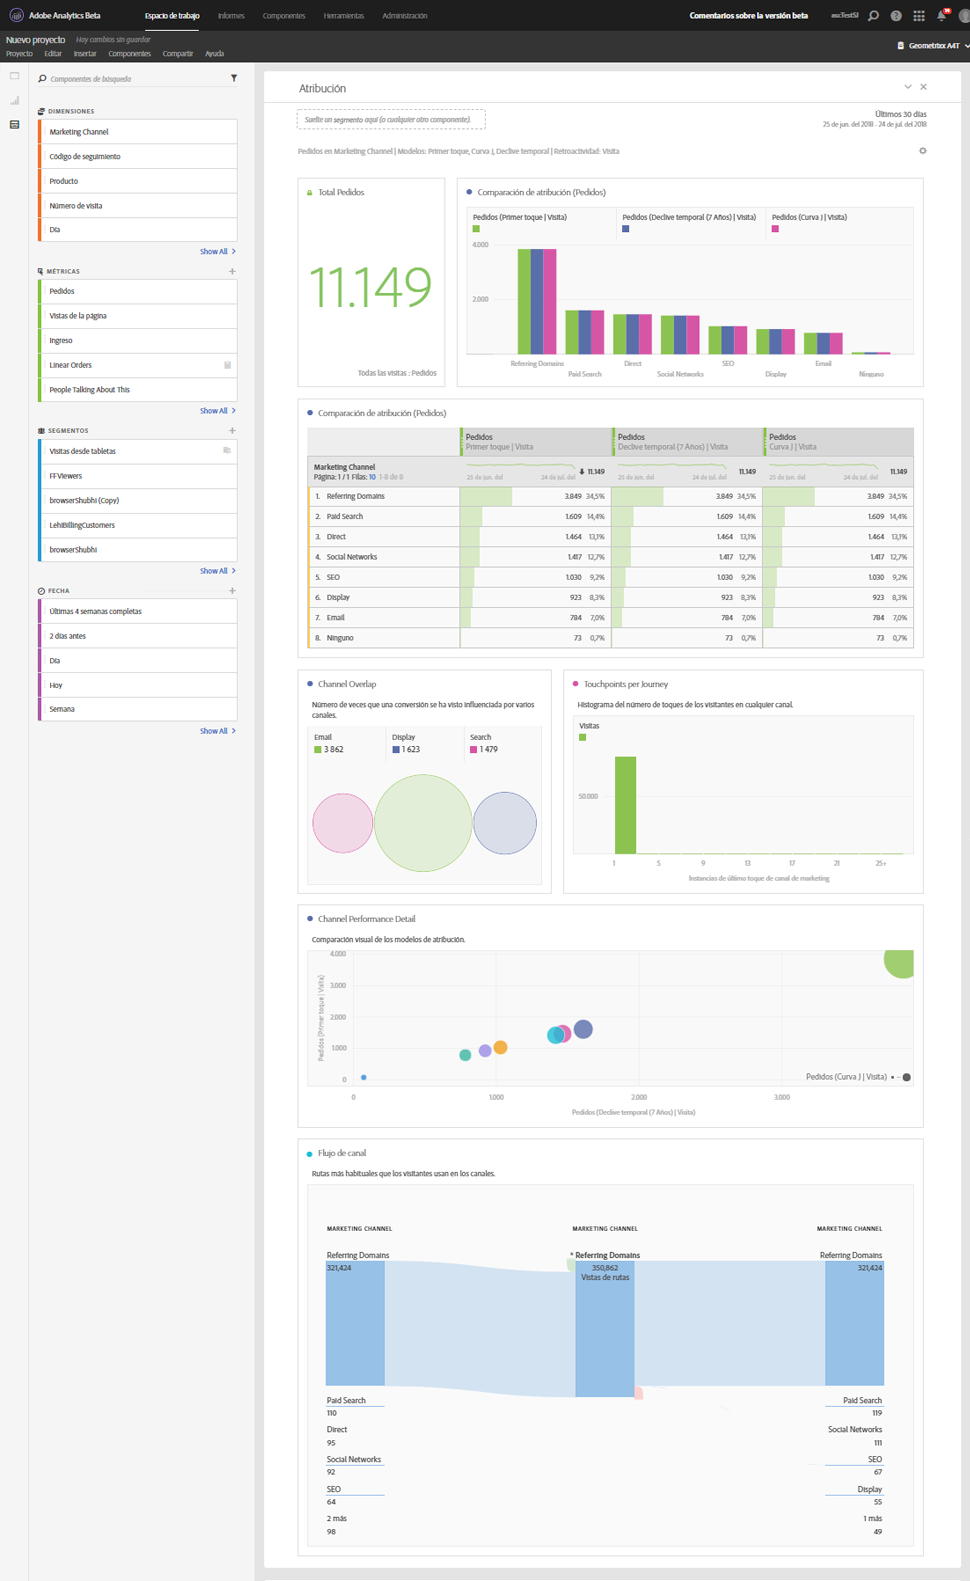 Adobe Analytics Beta
Espacio de trabajo
Informes
Componentes
Herramientas
Administración
Comentarios sobre la versión beta
Nuevo proyecto
Hay cambios sin guardar
Proyecto
Editar
Insertar
Componentes
Compartir
Ayuda
Geometrixx A4T
Componentes de búsqueda
DIMENSIONES
Marketing Channel
Código de seguimiento
Producto
Número de visita
Día
Show All
MÉTRICAS
Pedidos
Vistas de la página
Ingreso
Linear Orders
People Talking About This
Show All
SEGMENTOS
Visitas desde tabletas
FFViewers
browserShubhi (Copy)
LehiBillingCustomers
browserShubhi
Show All
FECHA
Últimas 4 semanas completas
2 días antes
Día
Hoy
Semana
Show All
Atribución
Suelte un segmento aquí (o cualquier otro componente).
Últimos 30 días
25 de jun. del 2018 - 24 de jul. del 2018
Pedidos en Marketing Channel | Modelos: Primer toque, Curva J, Declive temporal | Retroactividad: Visita
Total Pedidos
11.149
Todas las visitas : Pedidos
Comparación de atribución (Pedidos)
Pedidos (Primer toque | Visita)
Pedidos (Declive temporal (7 Años) | Visita)
Pedidos (Curva J | Visita)
4.000
2.000
Referring Domains
Paid Search
Direct
Social Networks
SEO
Display
Email
Ninguno
Comparación de atribución (Pedidos)
Pedidos
Primer toque | Visita
Pedidos
Declive temporal (7 Años) | Visita
Pedidos
Curva J | Visita
Marketing Channel
Página: 1 / 1 Filas: 10 1-8 de 8
25 de jun. del 24 de jul. del 11.149
25 de jun. del 24 de jul. del 11.149
25 de jun. del 24 de jul. del 11.149
1. Referring Domains 3.849 34,5% 3.849 34,5% 3.849 34,5%
2. Paid Search 1.609 14,4% 1.609 14,4% 1.609 14,4%
3. Direct 1.464 13,1% 1.464 13,1% 1.464 13,1%
4. Social Networks 1.417 12,7% 1.417 12,7% 1.417 12,7%
5. SEO 1.030 9,2% 1.030 9,2% 1.030 9,2%
6. Display 923 8,3% 923 8,3% 923 8,3%
7. Email 784 7,0% 784 7,0% 784 7,0%
8. Ninguno 73 0,7% 73 0,7% 73 0,7%
Channel Overlap
Número de veces que una conversión se ha visto influenciada por varios
canales.
Email
3 862
Display
1 623
Search
1 479
Touchpoints per Journey
Histograma del número de toques de los visitantes en cualquier canal.
Visitas
50.000
1 5 9 13 17 21 25+
Instancias de último toque de canal de marketing
Channel Performance Detail
Comparación visual de los modelos de atribución.
Pedidos (Primer toque | Visita)
4.000
3.000
2.000
1.000
0
Pedidos (Curva J | Visita)
0 1.000 2.000 3.000
Pedidos (Declive temporal (7 Años) | Visita)
Flujo de canal
Rutas más habituales que los visitantes usan en los canales.
MARKETING CHANNEL
MARKETING CHANNEL
MARKETING CHANNEL
Referring Domains
321,424
* Referring Domains
350,862
Vistas de rutas
Referring Domains
321,424
Paid Search
110
Direct
95
Social Networks
92
SEO
64
2 más
98
Paid Search
119
Social Networks
111
SEO
67
Display
55
1 más
49